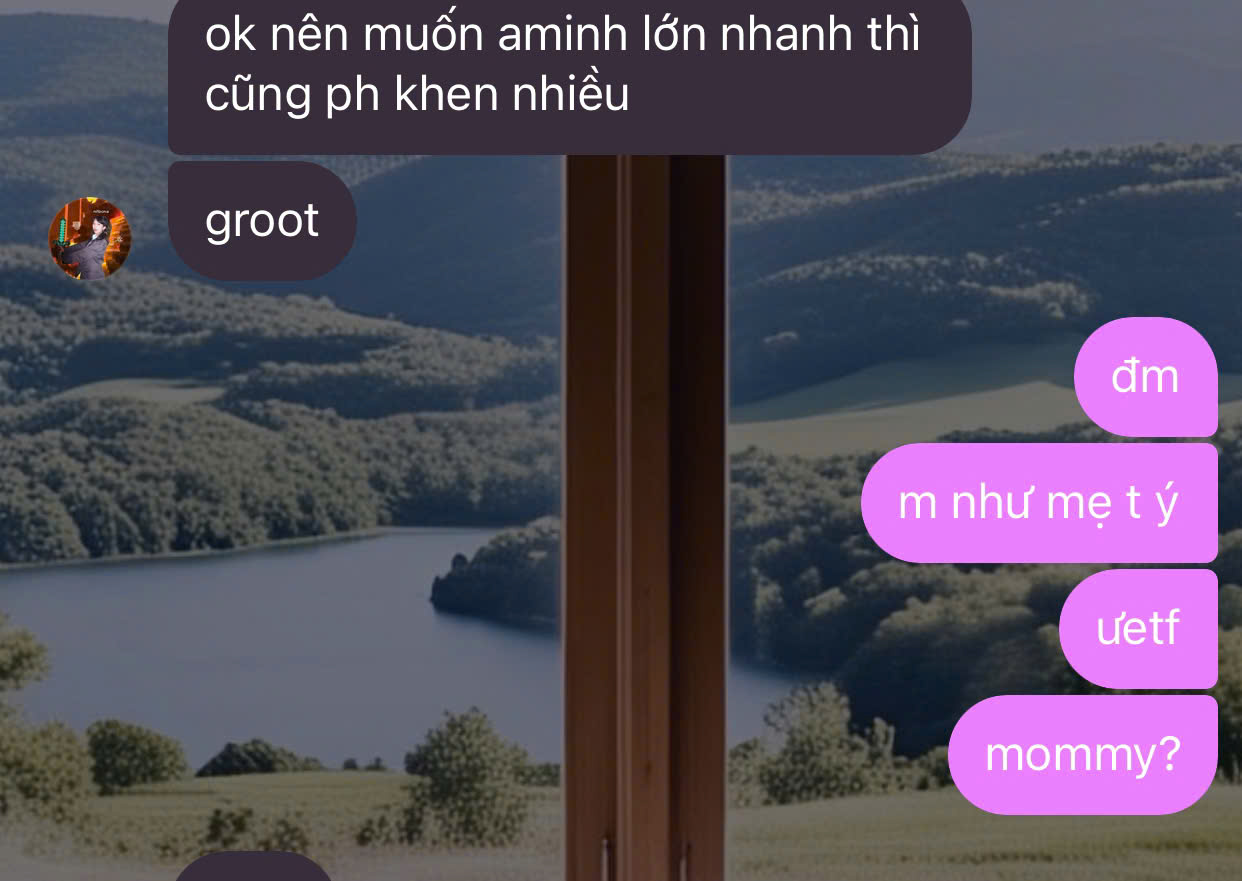 ok nên muốn aminh lớn nhanh thì
cũng ph khen nhiều
groot
đm
m như mẹ t ý
ưetf
mommy?